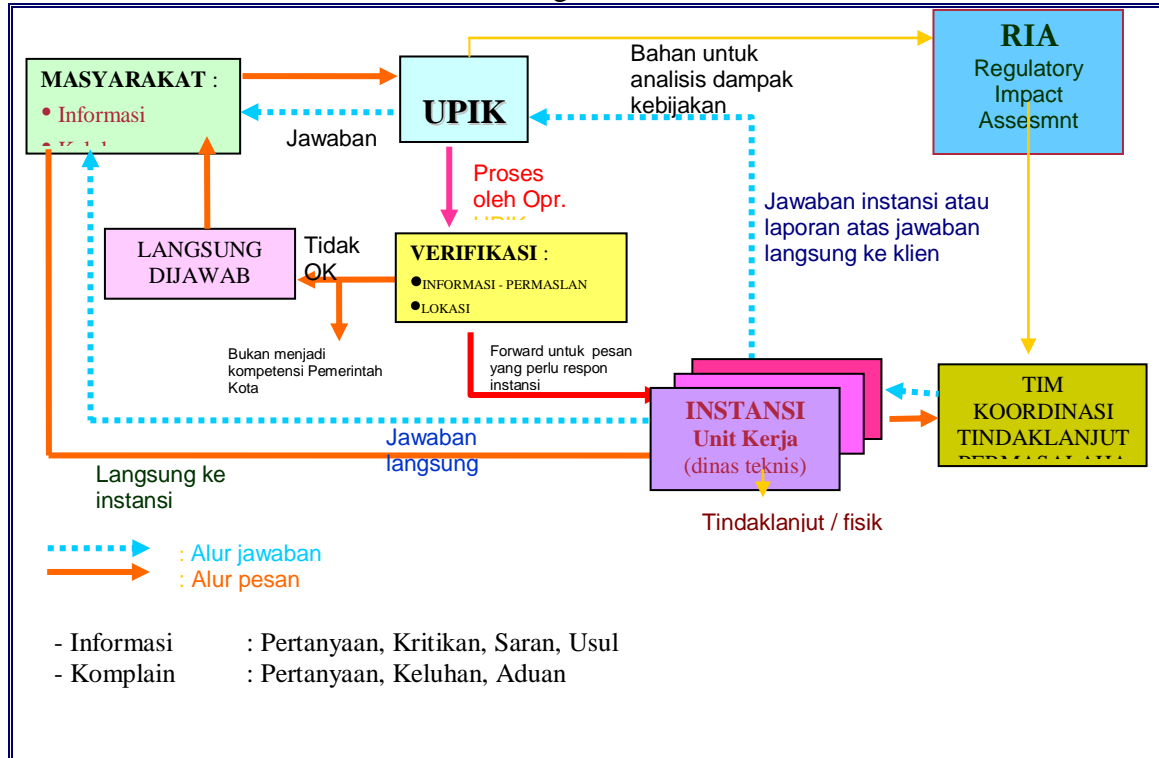 MASYARAKAT :
• Informasi
Jawaban
UPIK
Bahan untuk
analisis dampak
kebijakan
RIA
Regulatory
Impact
Assesmnt
Proses
oleh Opr.
UPIK
Jawaban instansi atau
laporan atas jawaban
langsung ke klien
LANGSUNG
DIJAWAB
Tidak
OK
VERIFIKASI :
●INFORMASI - PERMASLAN
●LOKASI
Bukan menjadi
kompetensi Pemerintah
Kota
Forward untuk pesan
yang perlu respon
instansi
INSTANSI
Unit Kerja
(dinas teknis)
TIM
KOORDINASI
TINDAKLANJUT
Jawaban
langsung
Langsung ke
instansi
Tindaklanjut / fisik
: Alur jawaban
: Alur pesan
- Informasi : Pertanyaan, Kritikan, Saran, Usul
- Komplain : Pertanyaan, Keluhan, Aduan